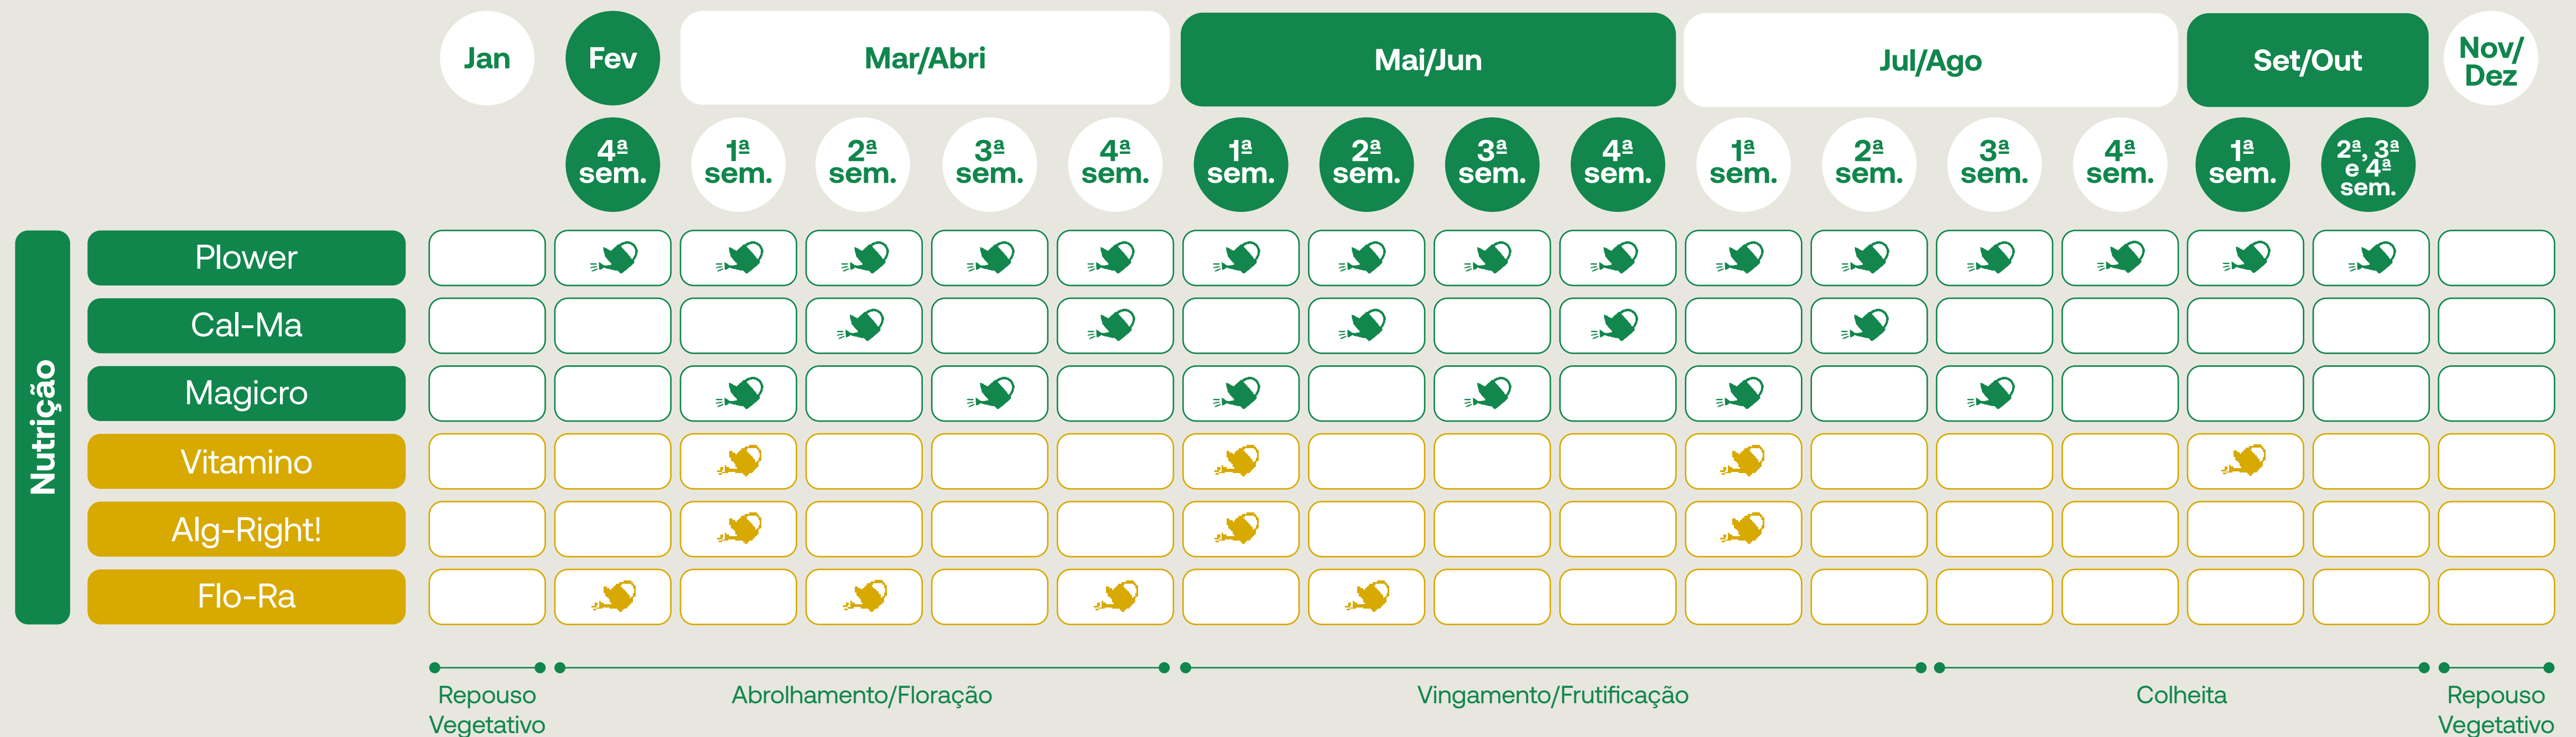 Jan
Fev
Mar/Abri
Mai/Jun
Jul/Ago
Set/Out
Nov/
Dez
4ª
sem.
1ª
sem.
2ª
sem.
3ª
sem.
4ª
sem.
1ª
sem.
2ª
sem.
3ª
sem.
4ª
sem.
1ª
sem.
2ª
sem.
3ª
sem.
4ª
sem.
1ª
sem.
2ª, 3ª
e 4ª
sem.
Nutrição
Plower
Cal-Ma
Magicro
Vitamino
Alg-Right!
Flo-Ra
Repouso
Vegetativo
Abrolhamento/Floração
Vingamento/Frutificação
Colheita
Repouso
Vegetativo